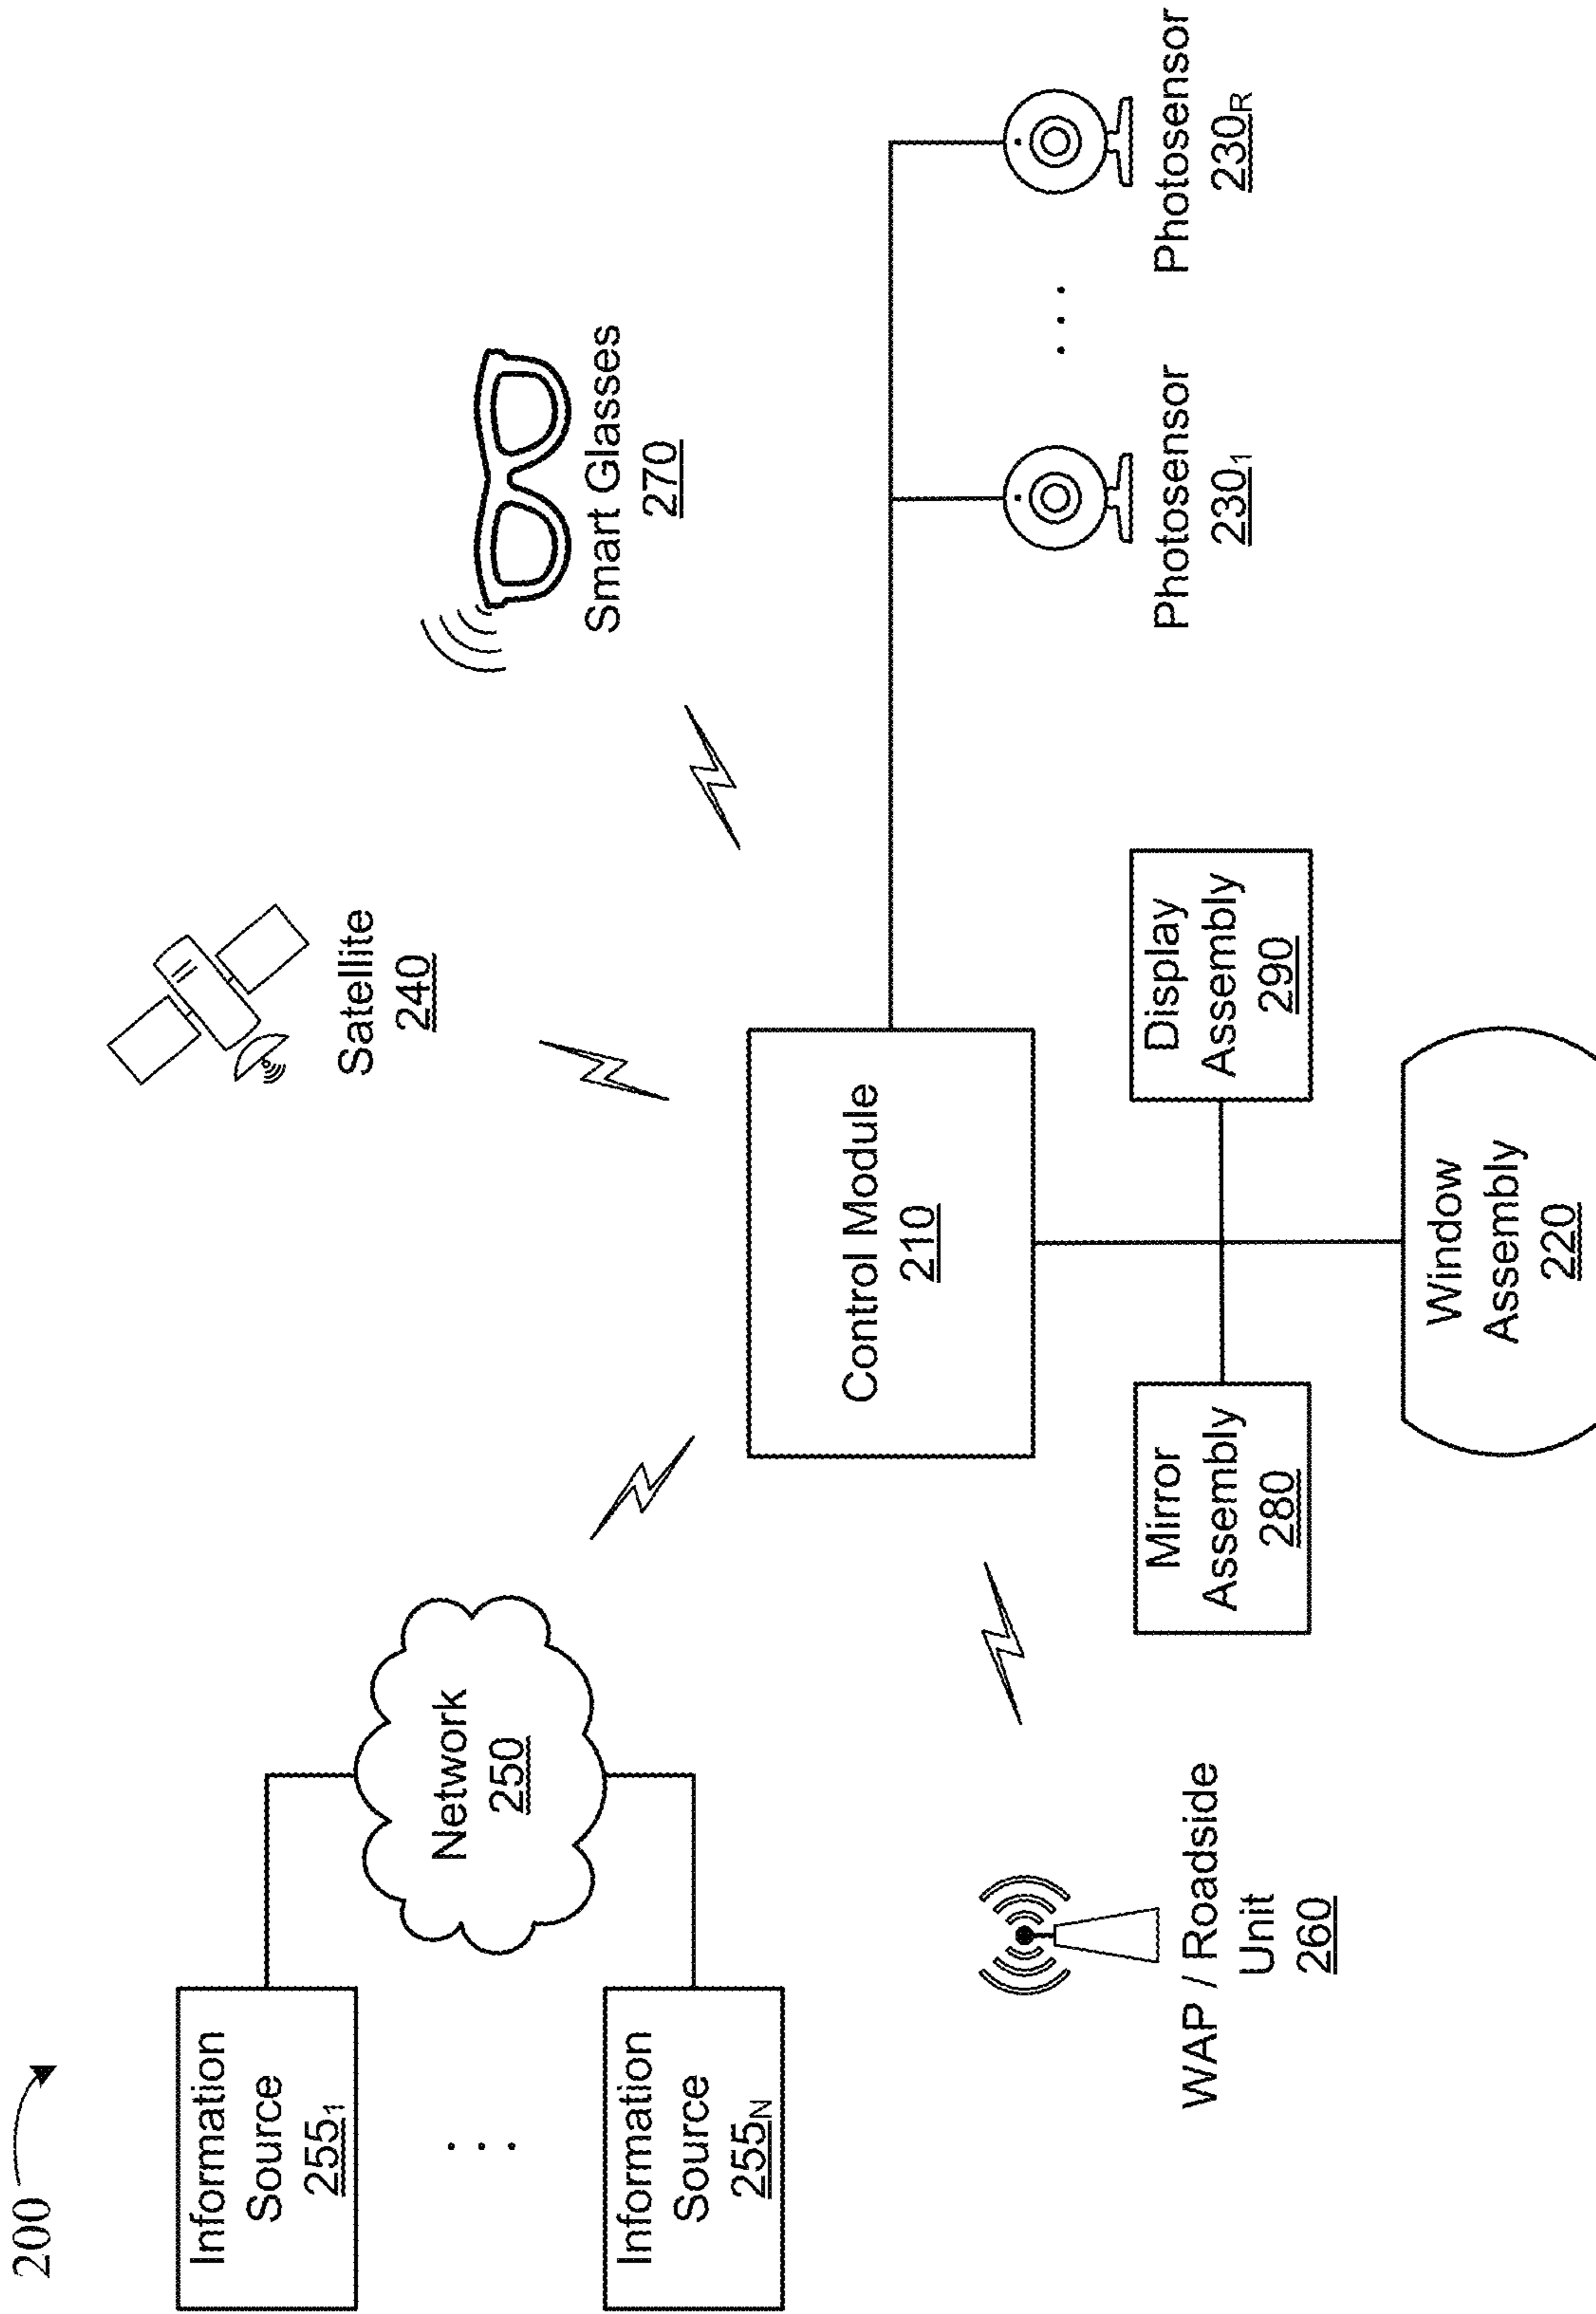 200
Information
Source
255₁
. . .
Information
Source
255N
Network
250
Satellite
240
Smart Glasses
270
WAP / Roadside
Unit
260
Control Module
210
Mirror
Assembly
280
Display
Assembly
290
Window
Assembly
220
Photosensor
230₁
. . .
Photosensor
230R